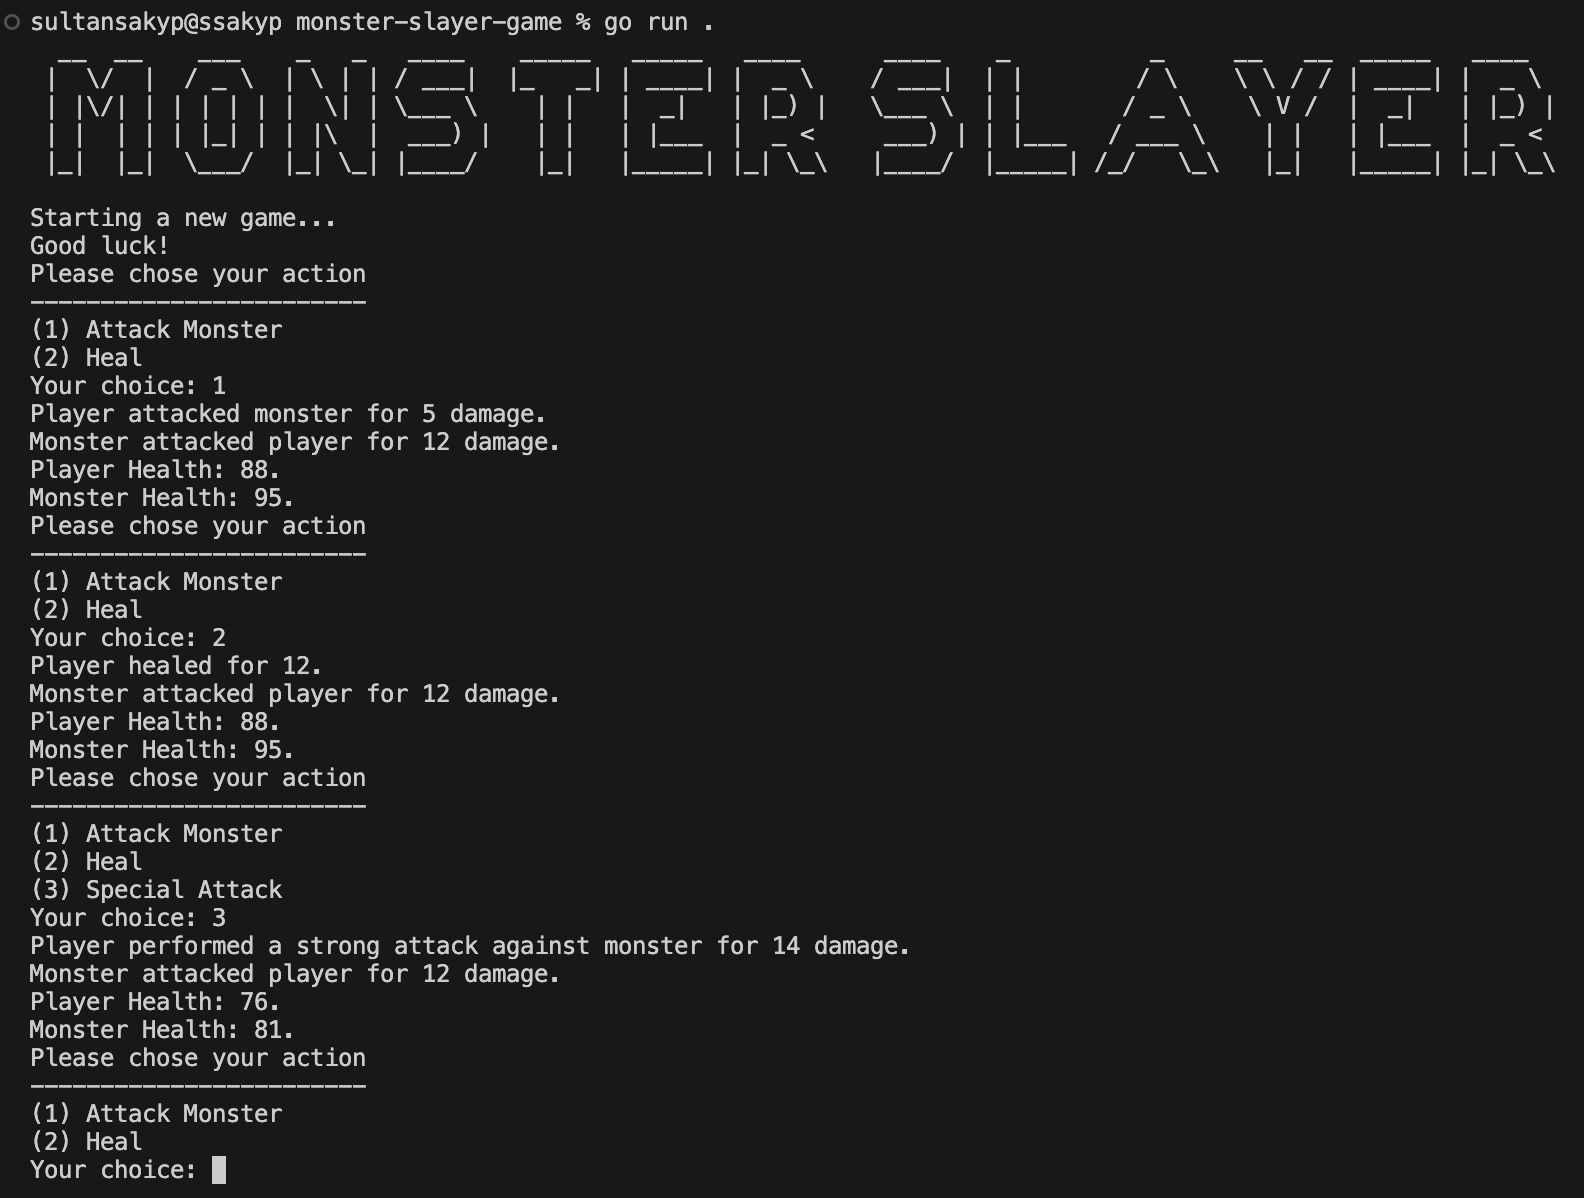 sultansakyp@ssakyp monster-slayer-game % go run .
MONSTER SLAYER
Starting a new game...
Good luck!
Please chose your action
------------------------
(1) Attack Monster
(2) Heal
Your choice: 1
Player attacked monster for 5 damage.
Monster attacked player for 12 damage.
Player Health: 88.
Monster Health: 95.
Please chose your action
------------------------
(1) Attack Monster
(2) Heal
Your choice: 2
Player healed for 12.
Monster attacked player for 12 damage.
Player Health: 88.
Monster Health: 95.
Please chose your action
------------------------
(1) Attack Monster
(2) Heal
(3) Special Attack
Your choice: 3
Player performed a strong attack against monster for 14 damage.
Monster attacked player for 12 damage.
Player Health: 76.
Monster Health: 81.
Please chose your action
------------------------
(1) Attack Monster
(2) Heal
Your choice: